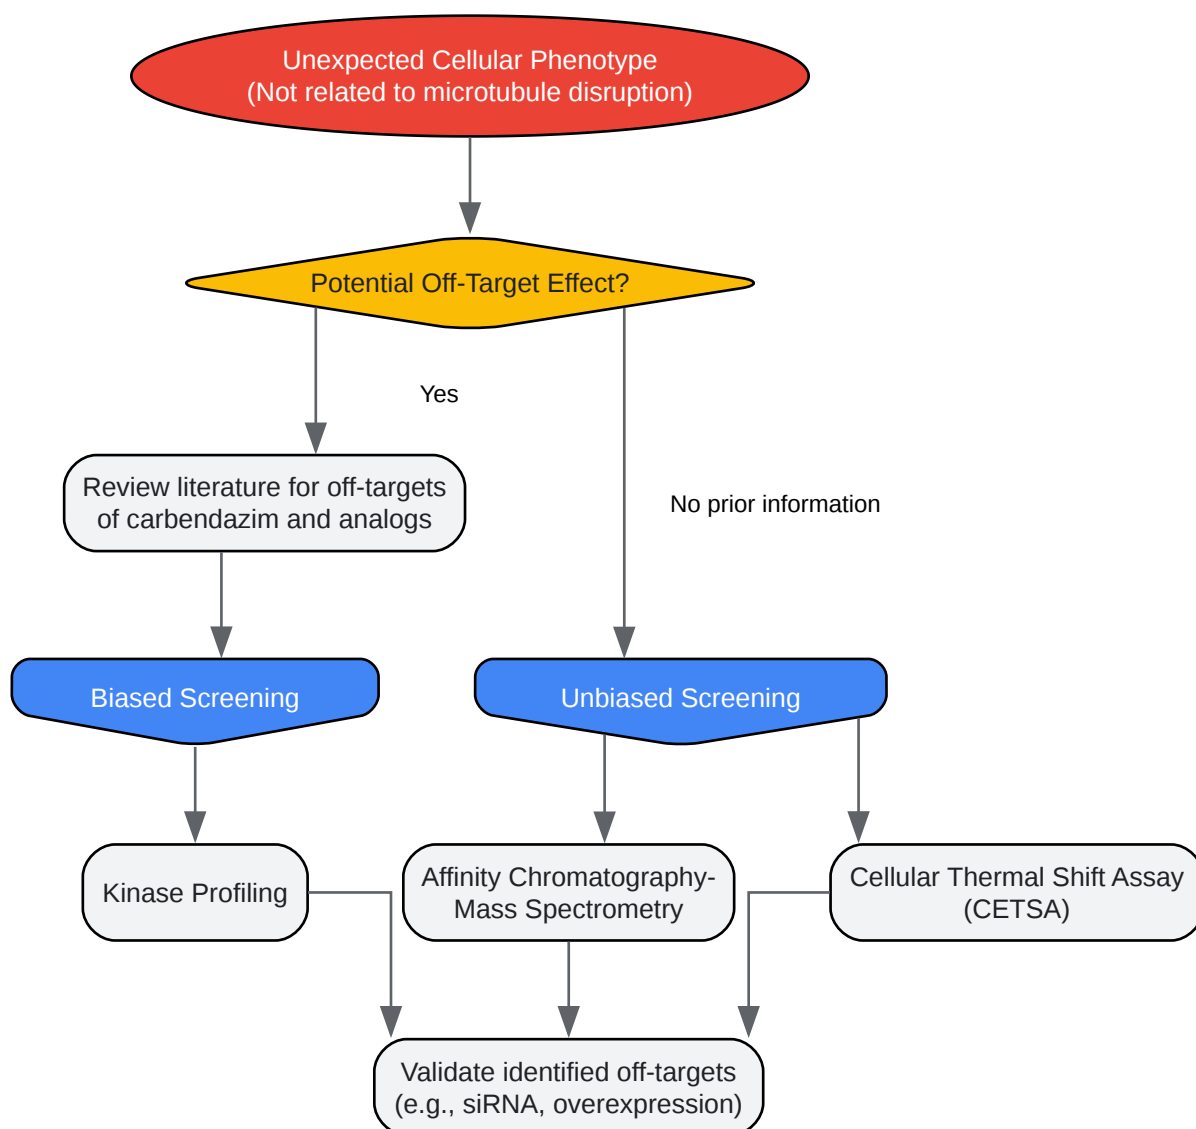 Unexpected Cellular Phenotype
(Not related to microtubule disruption)
Potential Off-Target Effect?
Yes
Review literature for off-targets
of carbendazim and analogs
No prior information
Biased Screening
Unbiased Screening
Kinase Profiling
Affinity Chromatography-
Mass Spectrometry
Cellular Thermal Shift Assay
(CETSA)
Validate identified off-targets
(e.g., siRNA, overexpression)